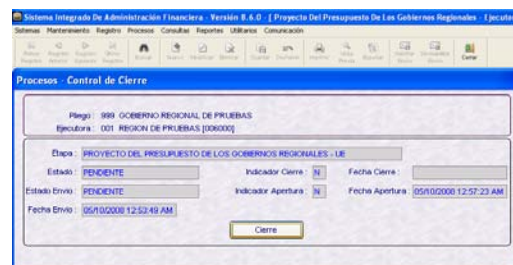 Sistema Integrado De Administración Financiera - Versión 8.6.0 - [ Proyecto Del Presupuesto De Los Gobiernos Regionales - Ejecutor
Sistemas Mantenimiento Registro Procesos Consultas Reportes Utilitarios Comunicación
Cerrar
Procesos - Control de Cierre
Pliego : 999 GOBIERNO REGIONAL DE PRUEBAS
Ejecutora : 001 REGION DE PRUEBAS [006000]
Etapa : PROYECTO DEL PRESUPUESTO DE LOS GOBIERNOS REGIONALES - UE
Estado : PENDIENTE Indicador Cierre : N Fecha Cierre :
Estado Envio : PENDIENTE Indicador Apertura : N Fecha Apertura : 05/10/2008 12:57:23 AM
Fecha Envio : 05/10/2008 12:53:49 AM
Cierre